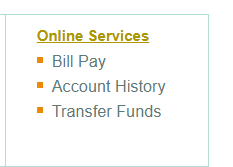 Online Services
Bill Pay
Account History
Transfer Funds